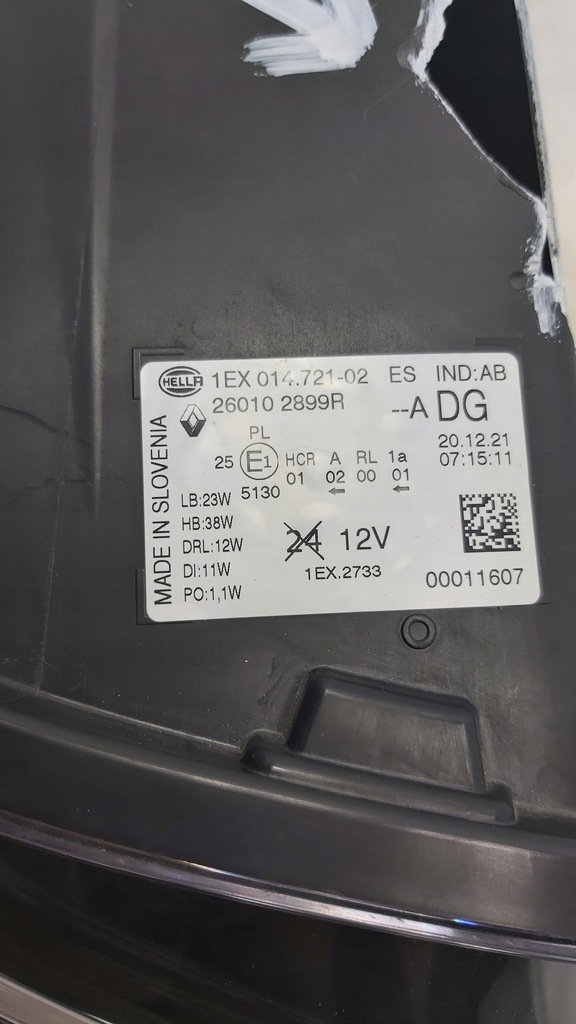 HELLA 1EX 014.721-02 ES IND:AB
260102899R --A DG
PL
20.12.21
25 E1 HCR A RL 1a 07:15:11
01 02 00 01
5130 ← ←
LB:23W
HB:38W
DRL:12W
DI:11W
PO:1,1W
24 12V
1EX.2733
00011607
MADE IN SLOVENIA